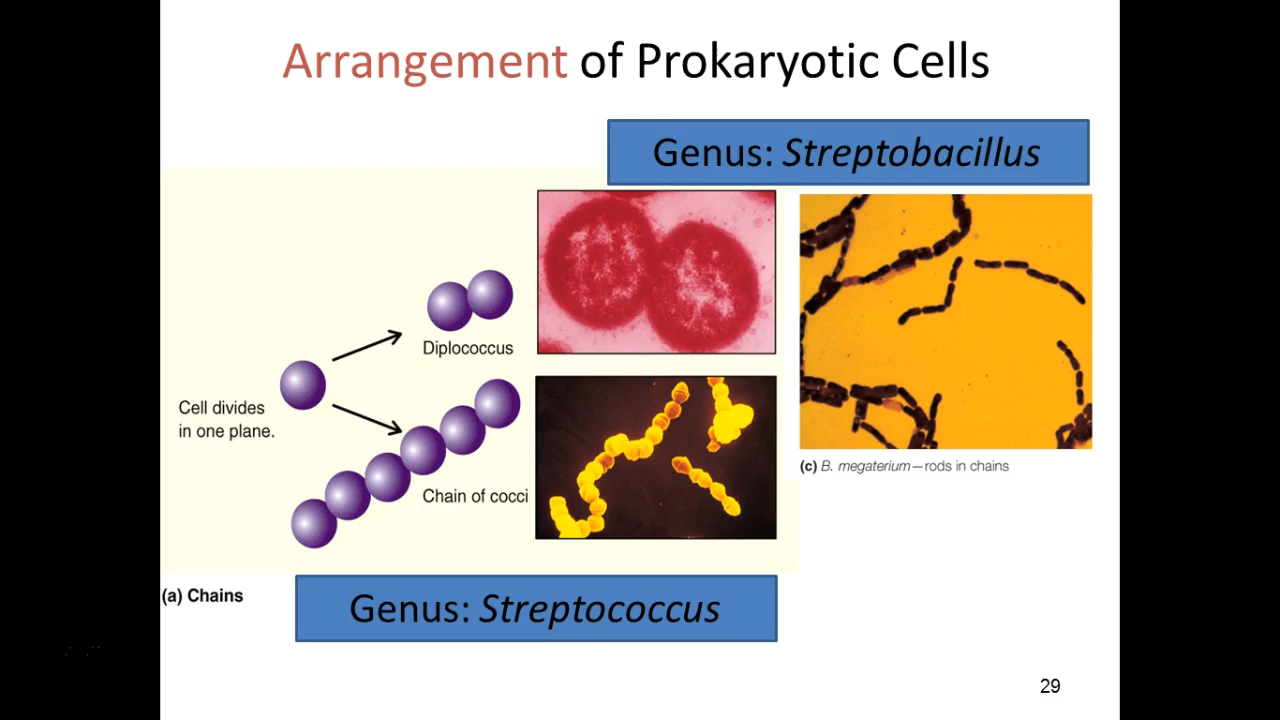 Arrangement of Prokaryotic Cells
Genus: Streptobacillus
Diplococcus
Cell divides
in one plane.
Chain of cocci
(c) B. megaterium—rods in chains
(a) Chains
Genus: Streptococcus
29